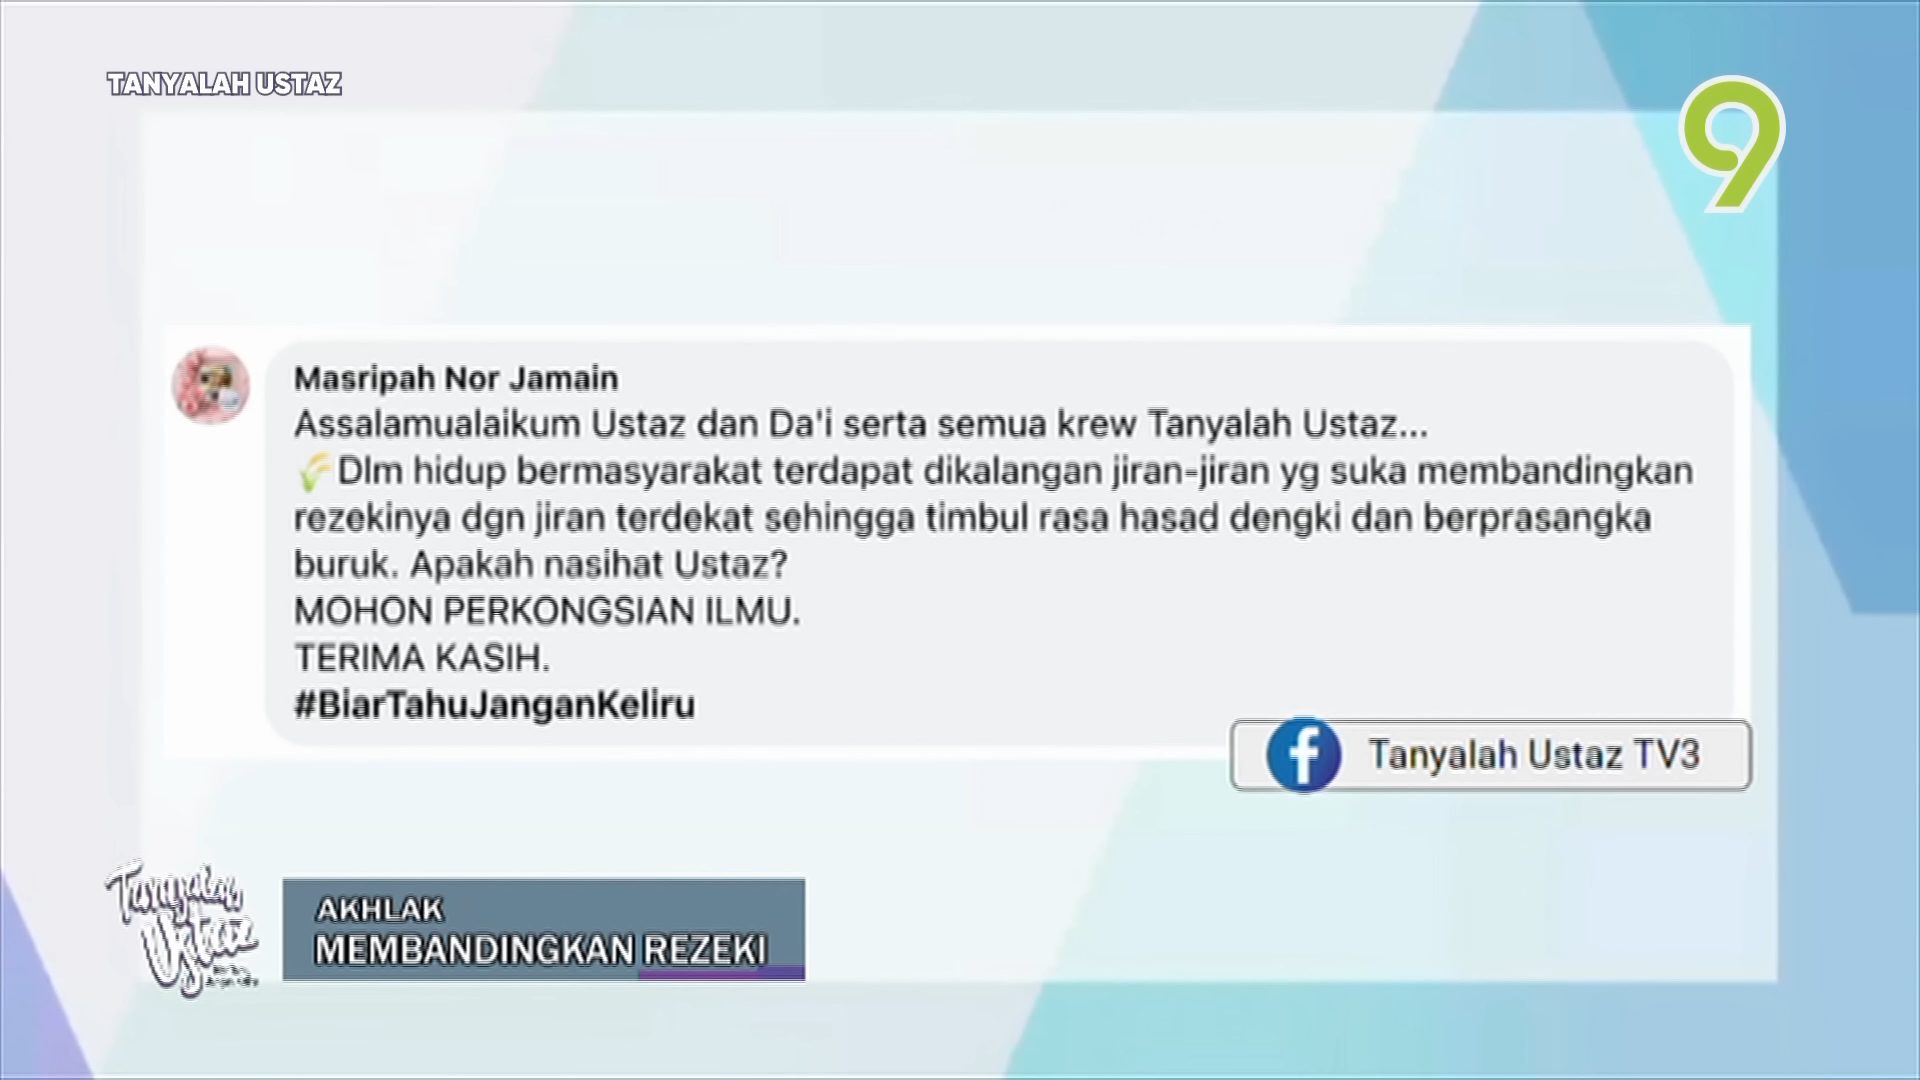 TANYALAH USTAZ
9
Masripah Nor Jamain
Assalamualaikum Ustaz dan Da'i serta semua krew Tanyalah Ustaz...
Dlm hidup bermasyarakat terdapat dikalangan jiran-jiran yg suka membandingkan
rezekinya dgn jiran terdekat sehingga timbul rasa hasad dengki dan berprasangka
buruk. Apakah nasihat Ustaz?
MOHON PERKONGSIAN ILMU.
TERIMA KASIH.
#BiarTahuJanganKeliru
f Tanyalah Ustaz TV3
Tanyalah
Ustaz
AKHLAK
MEMBANDINGKAN REZEKI